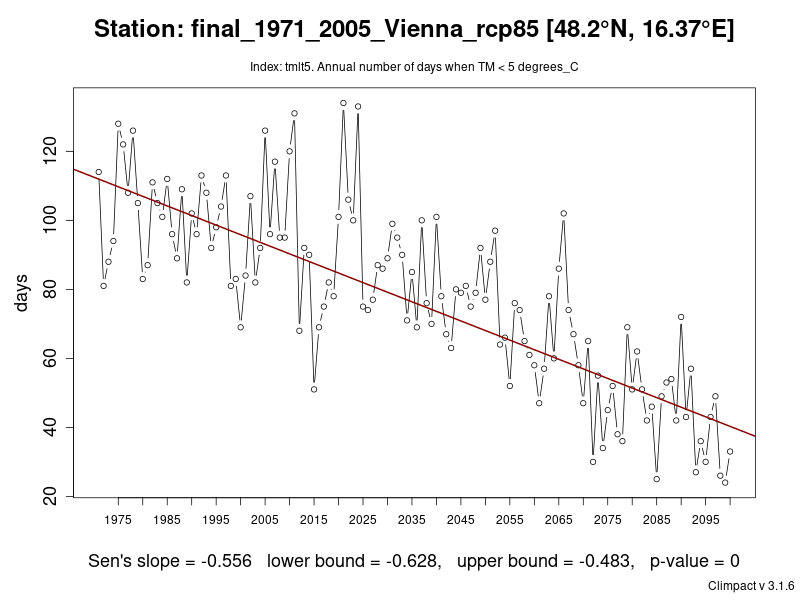 Station: final_1971_2005_Vienna_rcp85 [48.2°N, 16.37°E]
Index: tmlt5. Annual number of days when TM < 5 degrees_C
days
120
100
80
60
40
20
1975 1985 1995 2005 2015 2025 2035 2045 2055 2065 2075 2085 2095
Sen's slope = -0.556 lower bound = -0.628, upper bound = -0.483, p-value = 0
Climpact v 3.1.6